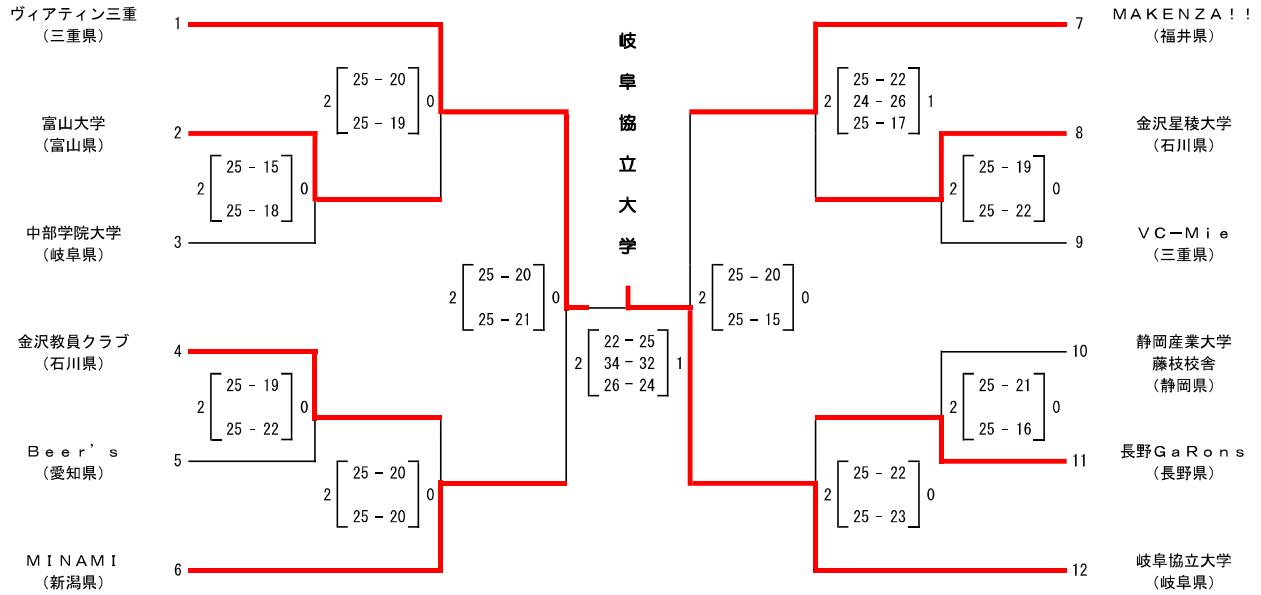 ヴィアティン三重
（三重県）
1
富山大学
（富山県）
2
中部学院大学
（岐阜県）
3
金沢教員クラブ
（石川県）
4
Ｂｅｅｒ’ｓ
（愛知県）
5
ＭＩＮＡＭＩ
（新潟県）
6
2 25 - 20 0
25 - 19
2 25 - 15 0
25 - 18
2 25 - 20 0
25 - 21
2 25 - 19 0
25 - 22
2 25 - 20 0
25 - 20
岐阜協立大学
22 - 25
2 34 - 32 1
26 - 24
25 - 22
2 24 - 26 1
25 - 17
2 25 - 19 0
25 - 22
2 25 - 20 0
25 - 15
2 25 - 21 0
25 - 16
2 25 - 22 0
25 - 23
7
ＭＡＫＥＮＺＡ！！
（福井県）
8
金沢星稜大学
（石川県）
9
ＶＣ－Ｍｉｅ
（三重県）
10
静岡産業大学
藤枝校舎
（静岡県）
11
長野ＧａＲｏｎｓ
（長野県）
12
岐阜協立大学
（岐阜県）